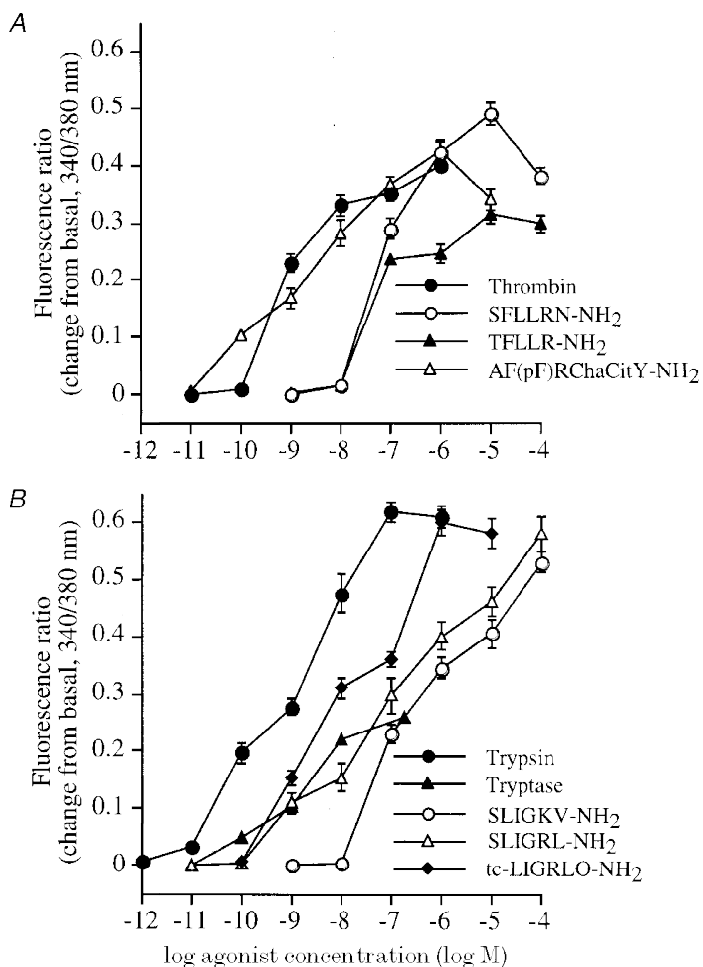 A
Fluorescence ratio
(change from basal, 340/380 nm)
0.6
0.5
0.4
0.3
0.2
0.1
0
Thrombin
SFLLRN-NH2
TFLLR-NH2
AF(pF)RChaCitY-NH2
-12 -11 -10 -9 -8 -7 -6 -5 -4
B
Fluorescence ratio
(change from basal, 340/380 nm)
0.6
0.5
0.4
0.3
0.2
0.1
0
Trypsin
Tryptase
SLIGKV-NH2
SLIGRL-NH2
tc-LIGRLO-NH2
-12 -11 -10 -9 -8 -7 -6 -5 -4
log agonist concentration (log M)